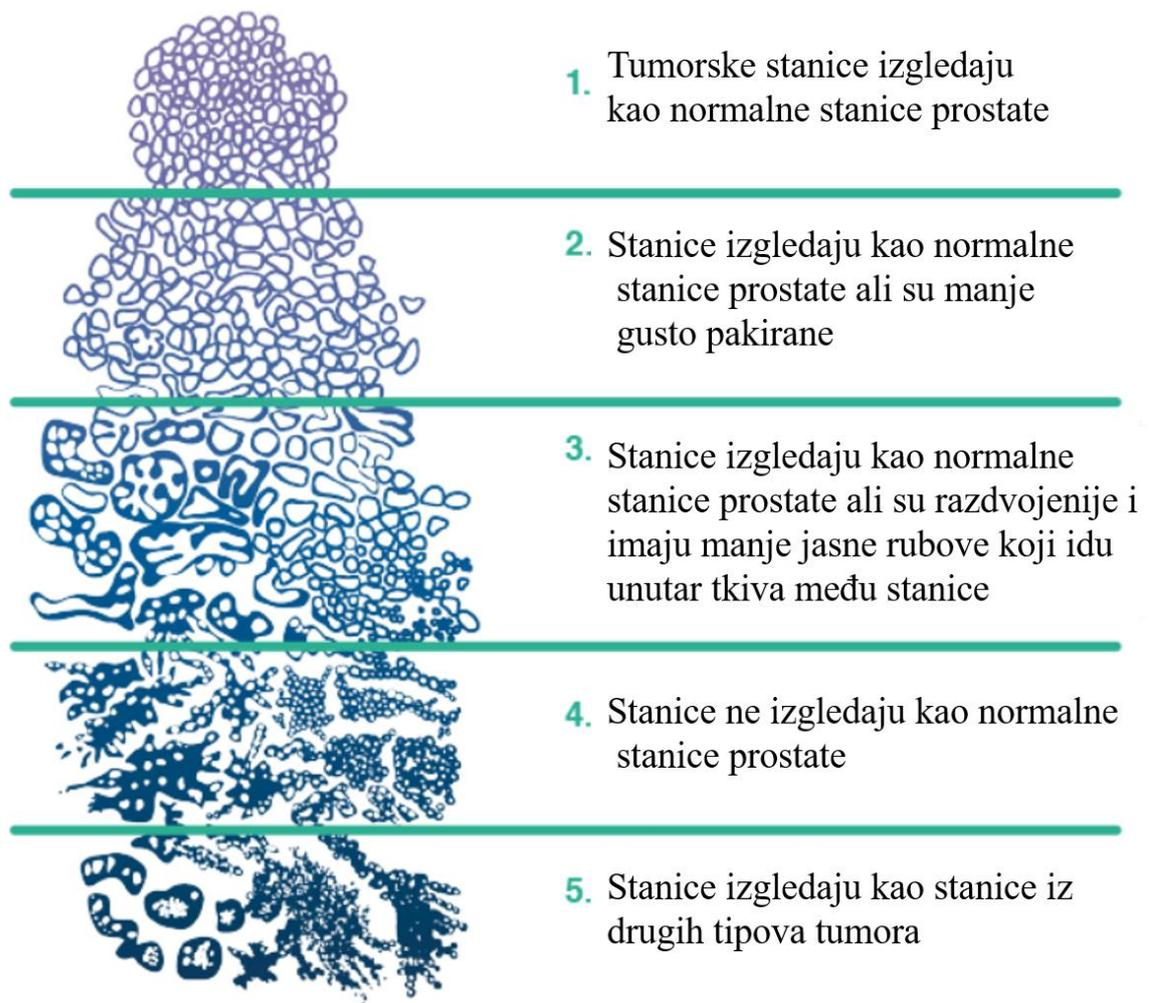 1. Tumorske stanice izgledaju
kao normalne stanice prostate
2. Stanice izgledaju kao normalne
stanice prostate ali su manje
gusto pakirane
3. Stanice izgledaju kao normalne
stanice prostate ali su razdvojenije i
imaju manje jasne rubove koji idu
unutar tkiva među stanice
4. Stanice ne izgledaju kao normalne
stanice prostate
5. Stanice izgledaju kao stanice iz
drugih tipova tumora